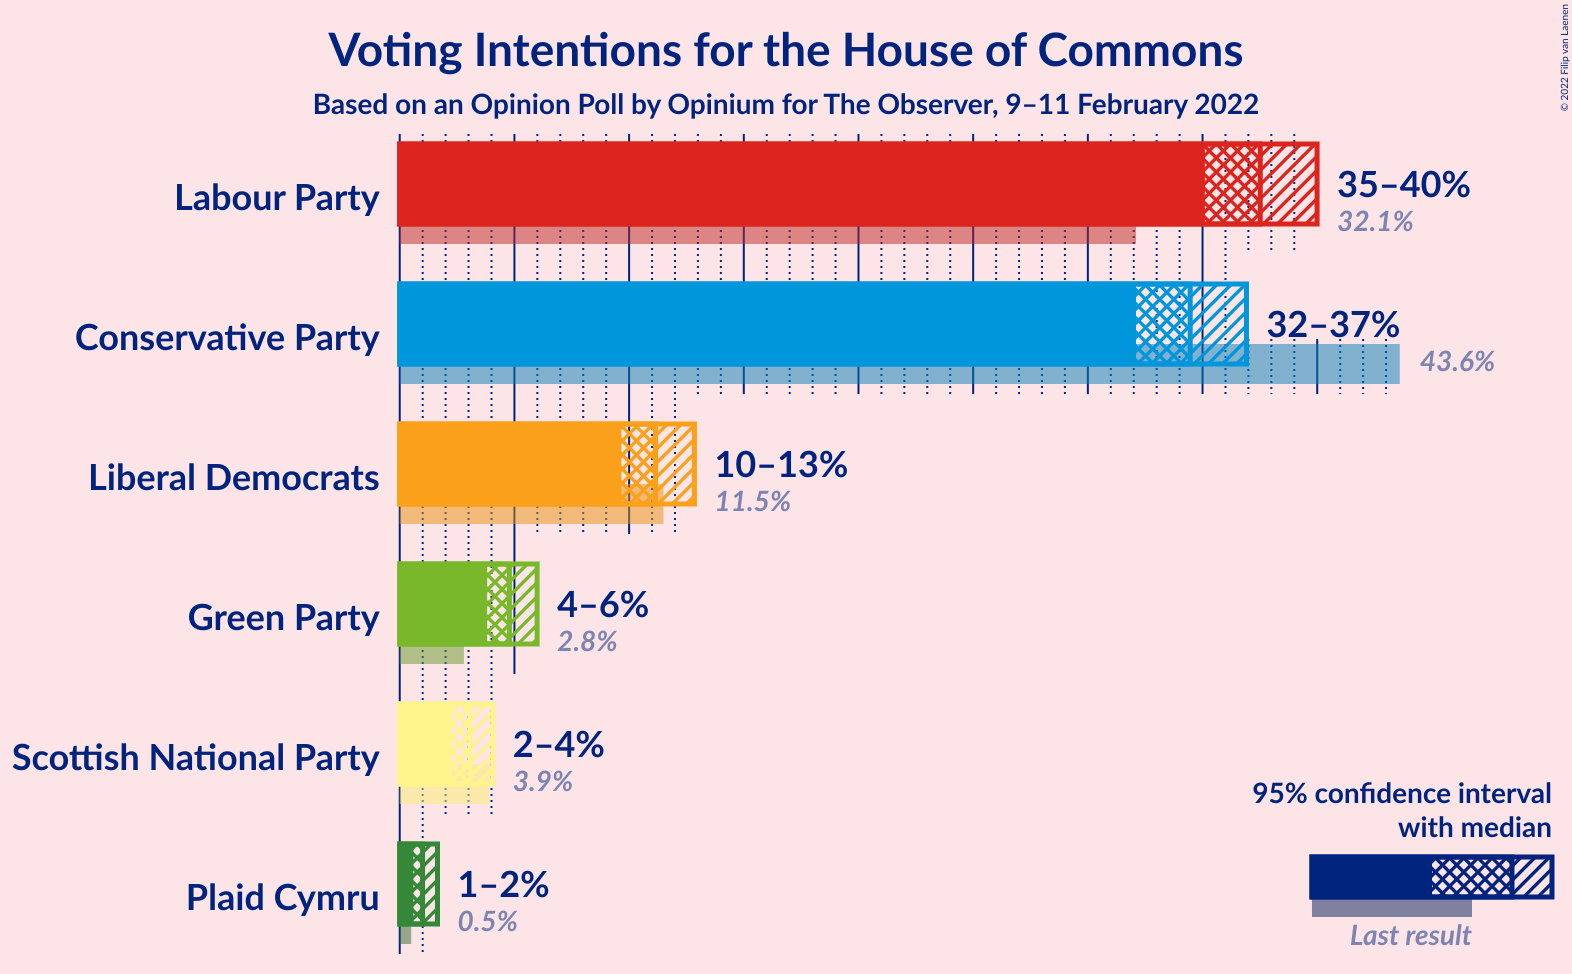 Voting Intentions for the House of Commons
Based on an Opinion Poll by Opinium for The Observer, 9–11 February 2022
© 2022 Filip van Laenen
Labour Party
35–40%
32.1%
Conservative Party
32–37%
43.6%
Liberal Democrats
10–13%
11.5%
Green Party
4–6%
2.8%
Scottish National Party
2–4%
3.9%
Plaid Cymru
1–2%
0.5%
95% confidence interval
with median
Last result